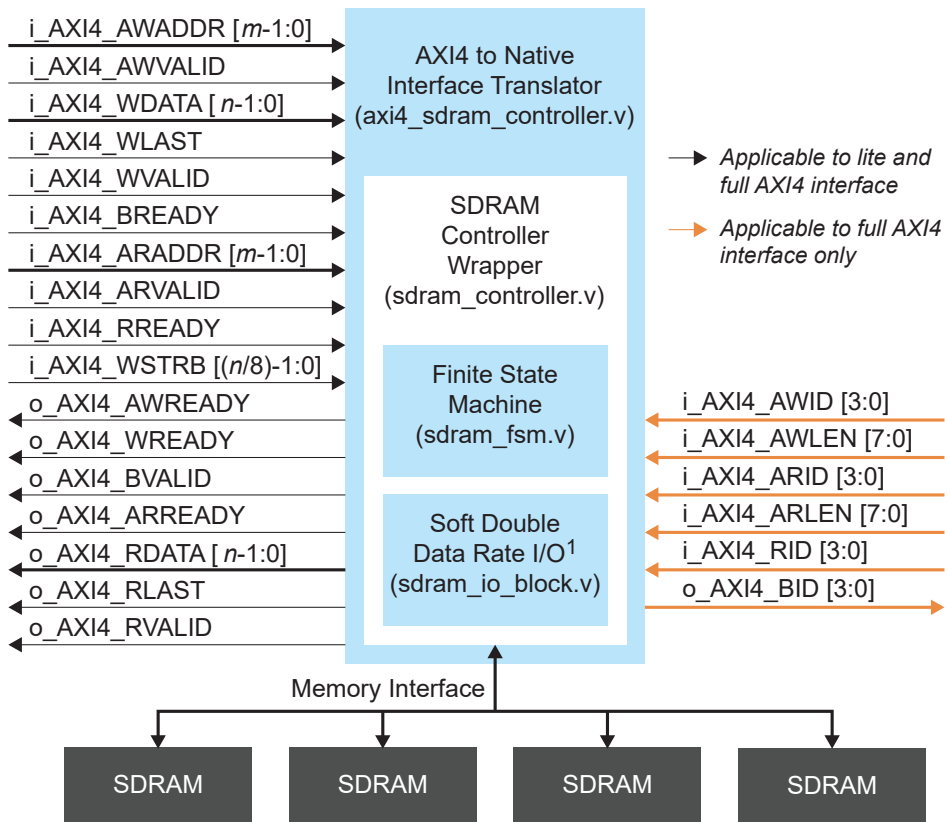 i_AXI4_AWADDR [m-1:0]
i_AXI4_AWVALID
i_AXI4_WDATA [ n-1:0]
i_AXI4_WLAST
i_AXI4_WVALID
i_AXI4_BREADY
i_AXI4_ARADDR [m-1:0]
i_AXI4_ARVALID
i_AXI4_RREADY
i_AXI4_WSTRB [(n/8)-1:0]
o_AXI4_AWREADY
o_AXI4_WREADY
o_AXI4_BVALID
o_AXI4_ARREADY
o_AXI4_RDATA [ n-1:0]
o_AXI4_RLAST
o_AXI4_RVALID
AXI4 to Native
Interface Translator
(axi4_sdram_controller.v)
SDRAM
Controller
Wrapper
(sdram_controller.v)
Finite State
Machine
(sdram_fsm.v)
Soft Double
Data Rate I/O1
(sdram_io_block.v)
Applicable to lite and
full AXI4 interface
Applicable to full AXI4
interface only
i_AXI4_AWID [3:0]
i_AXI4_AWLEN [7:0]
i_AXI4_ARID [3:0]
i_AXI4_ARLEN [7:0]
i_AXI4_RID [3:0]
o_AXI4_BID [3:0]
Memory Interface
SDRAM
SDRAM
SDRAM
SDRAM